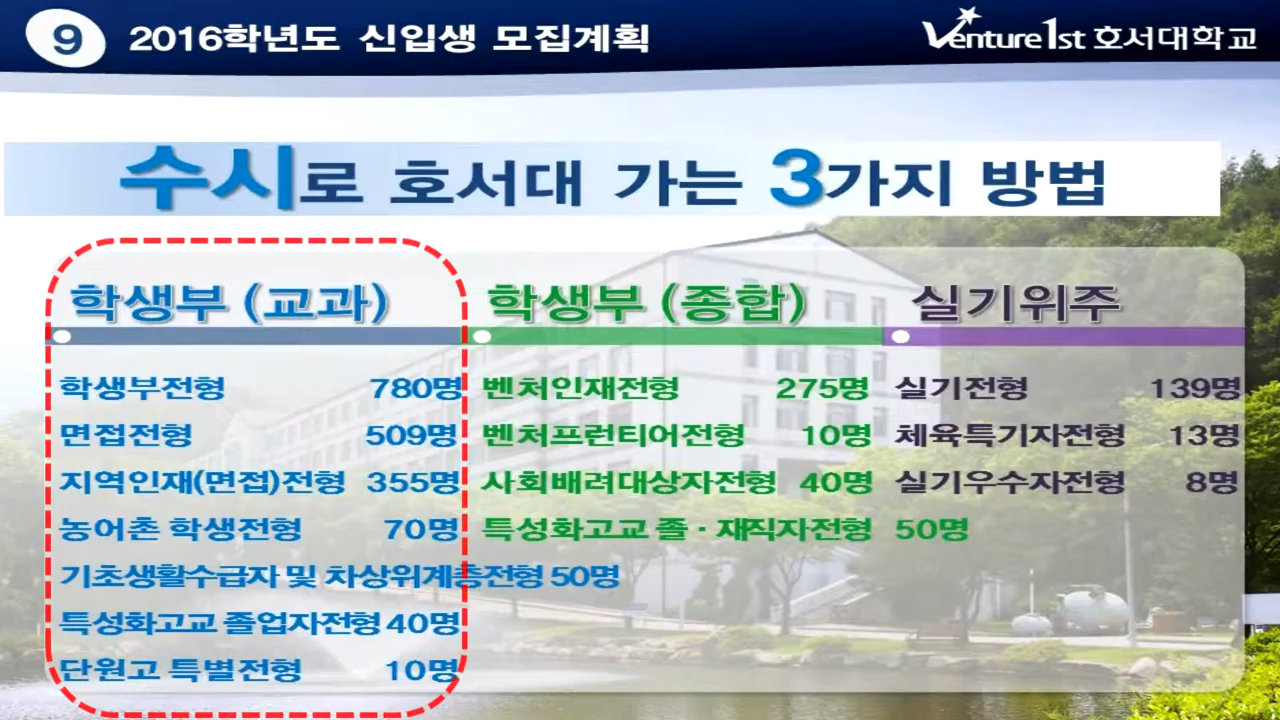 9 2016학년도 신입생 모집계획
Venture 1st 호서대학교
수시로 호서대 가는 3가지 방법
학생부 (교과)
학생부전형 780명
면접전형 509명
지역인재(면접)전형 355명
농어촌 학생전형 70명
기초생활수급자 및 차상위계층전형 50명
특성화고교 졸업자전형 40명
단원고 특별전형 10명
학생부 (종합)
벤처인재전형 275명
벤처프런티어전형 10명
사회배려대상자전형 40명
특성화고교 졸·재직자전형 50명
실기위주
실기전형 139명
체육특기자전형 13명
실기우수자전형 8명